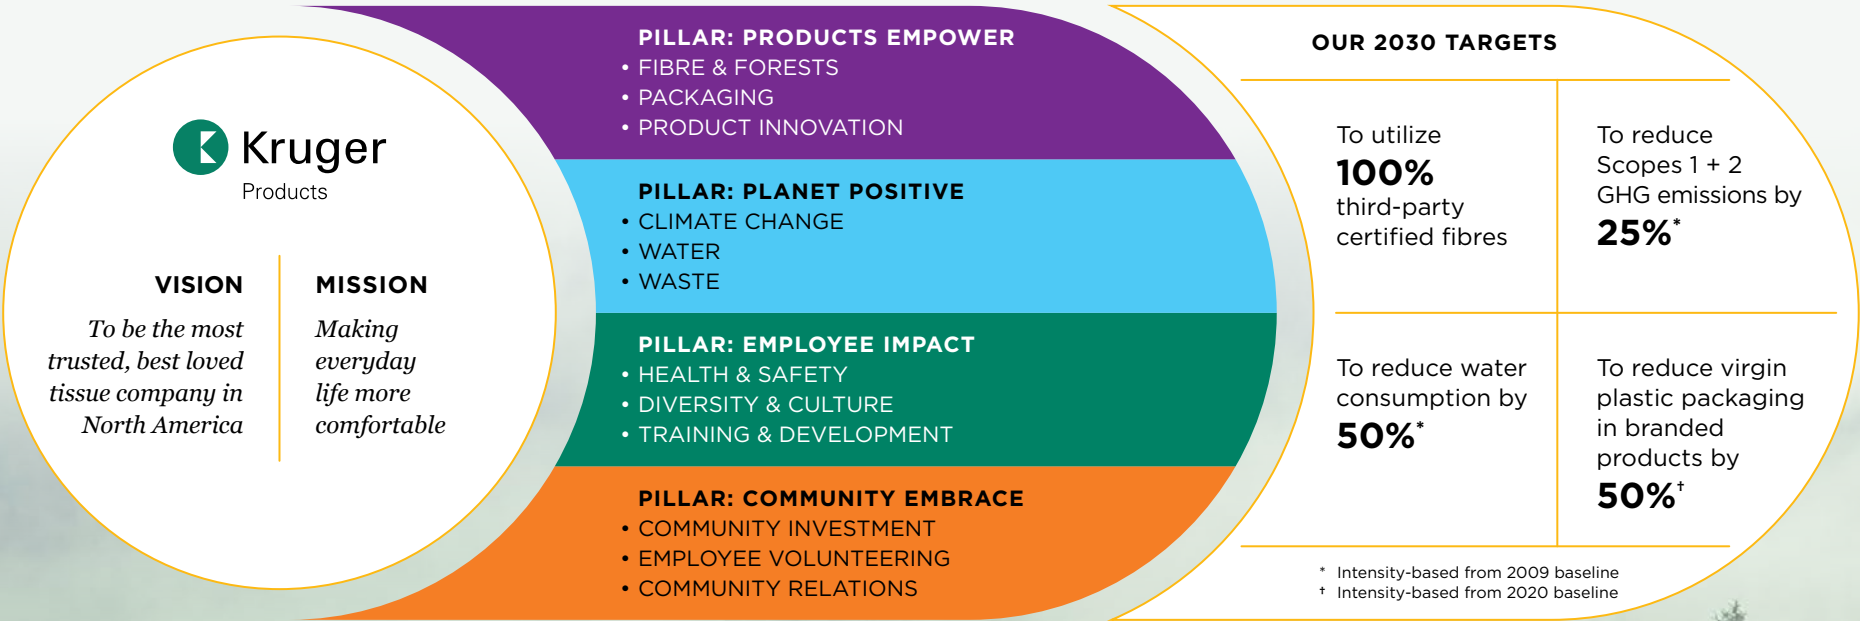 Kruger
Products
VISION
To be the most
trusted, best loved
tissue company in
North America
MISSION
Making
everyday
life more
comfortable
PILLAR: PRODUCTS EMPOWER
• FIBRE & FORESTS
• PACKAGING
• PRODUCT INNOVATION
PILLAR: PLANET POSITIVE
• CLIMATE CHANGE
• WATER
• WASTE
PILLAR: EMPLOYEE IMPACT
• HEALTH & SAFETY
• DIVERSITY & CULTURE
• TRAINING & DEVELOPMENT
PILLAR: COMMUNITY EMBRACE
• COMMUNITY INVESTMENT
• EMPLOYEE VOLUNTEERING
• COMMUNITY RELATIONS
OUR 2030 TARGETS
To utilize
100%
third-party
certified fibres
To reduce
Scopes 1 + 2
GHG emissions by
25%*
To reduce water
consumption by
50%*
To reduce virgin
plastic packaging
in branded
products by
50%†
* Intensity-based from 2009 baseline
† Intensity-based from 2020 baseline